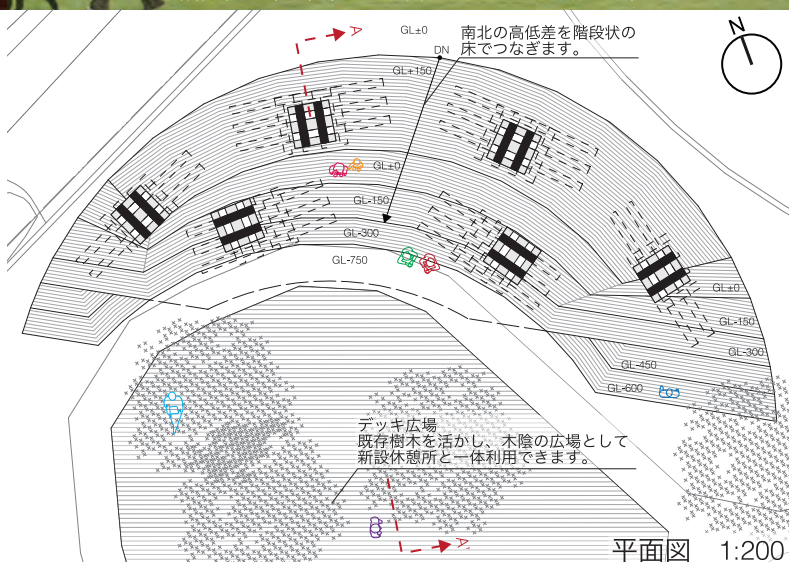 N
A
GL±0
南北の高低差を階段状の
床でつなぎます。
DN
GL+150
GL±0
GL-150
GL-300
GL-750
GL±0
GL-150
GL-300
GL-450
GL-600
デッキ広場
既存樹木を活かし、木陰の広場として
新設休憩所と一体利用できます。
A'
平面図 1:200